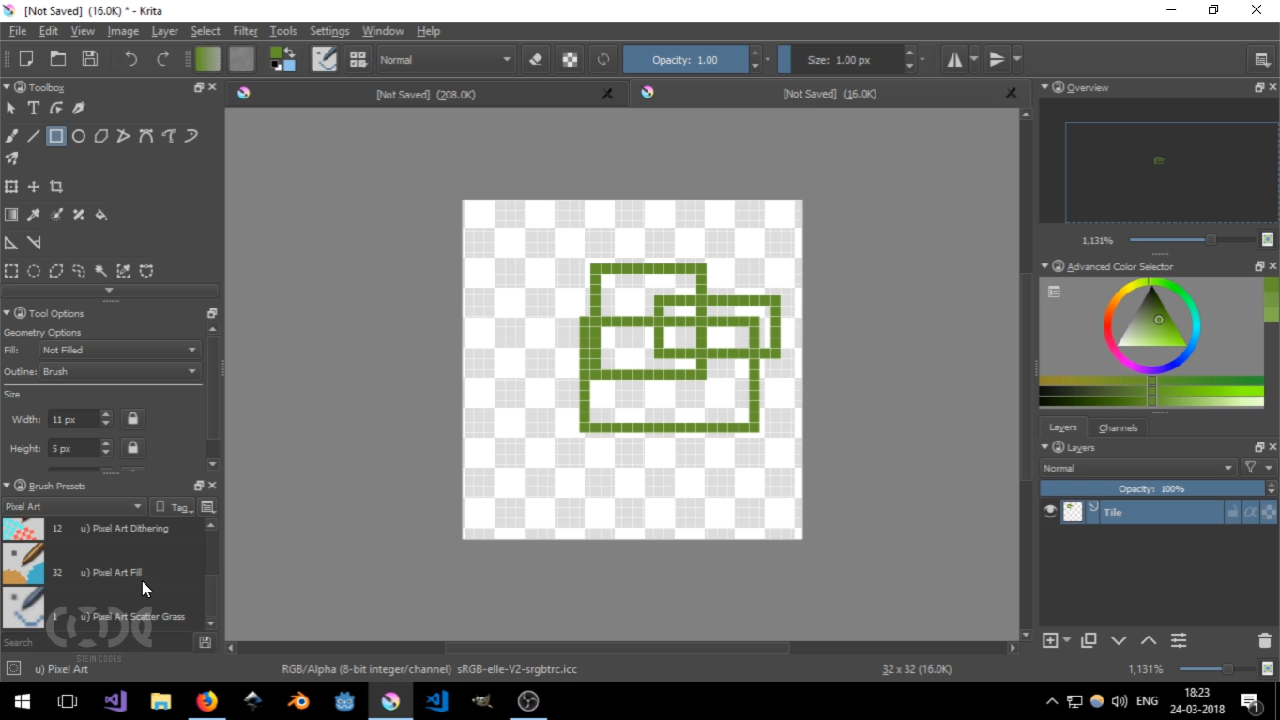 [Not Saved] (16.0K) * - Krita
File Edit View Image Layer Select Filter Tools Settings Window Help
Normal
Opacity: 1.00
Size: 1.00 px
Toolbox
[Not Saved] (208.0K)
[Not Saved] (16.0K)
Overview
1,131%
Advanced Color Selector
Tool Options
Geometry Options
Fill: Not Filled
Outline: Brush
Size
Width: 11 px
Height: 5 px
Layers Channels
Layers
Normal
Opacity: 100%
Tile
Brush Presets
Pixel Art
Tag
12 u) Pixel Art Dithering
32 u) Pixel Art Fill
1 u) Pixel Art Scatter Grass
CODE
STEIN CODES
Search
u) Pixel Art
RGB/Alpha (8-bit integer/channel) sRGB-elle-V2-srgbtrc.icc
32 x 32 (16.0K)
1,131%
ENG
18:23
24-03-2018
1